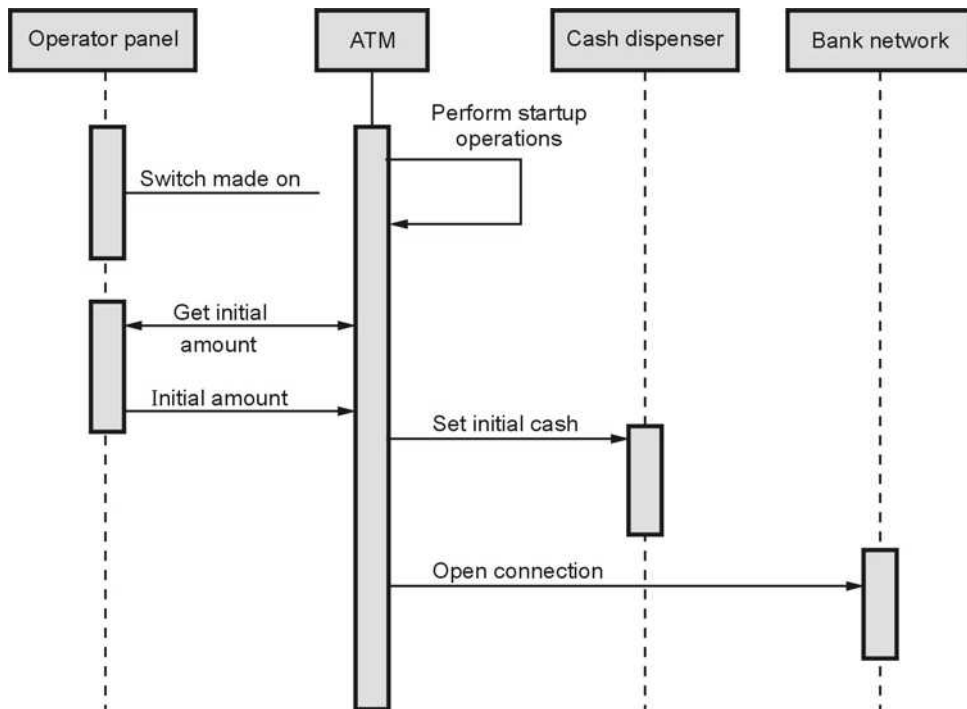 Operator panel
ATM
Cash dispenser
Bank network
Perform startup
operations
Switch made on
Get initial
amount
Initial amount
Set initial cash
Open connection